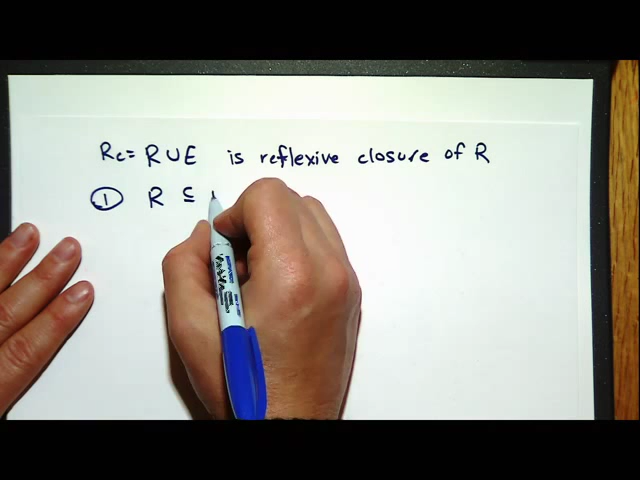 Rc = R∪E is reflexive closure of R
① R ⊆